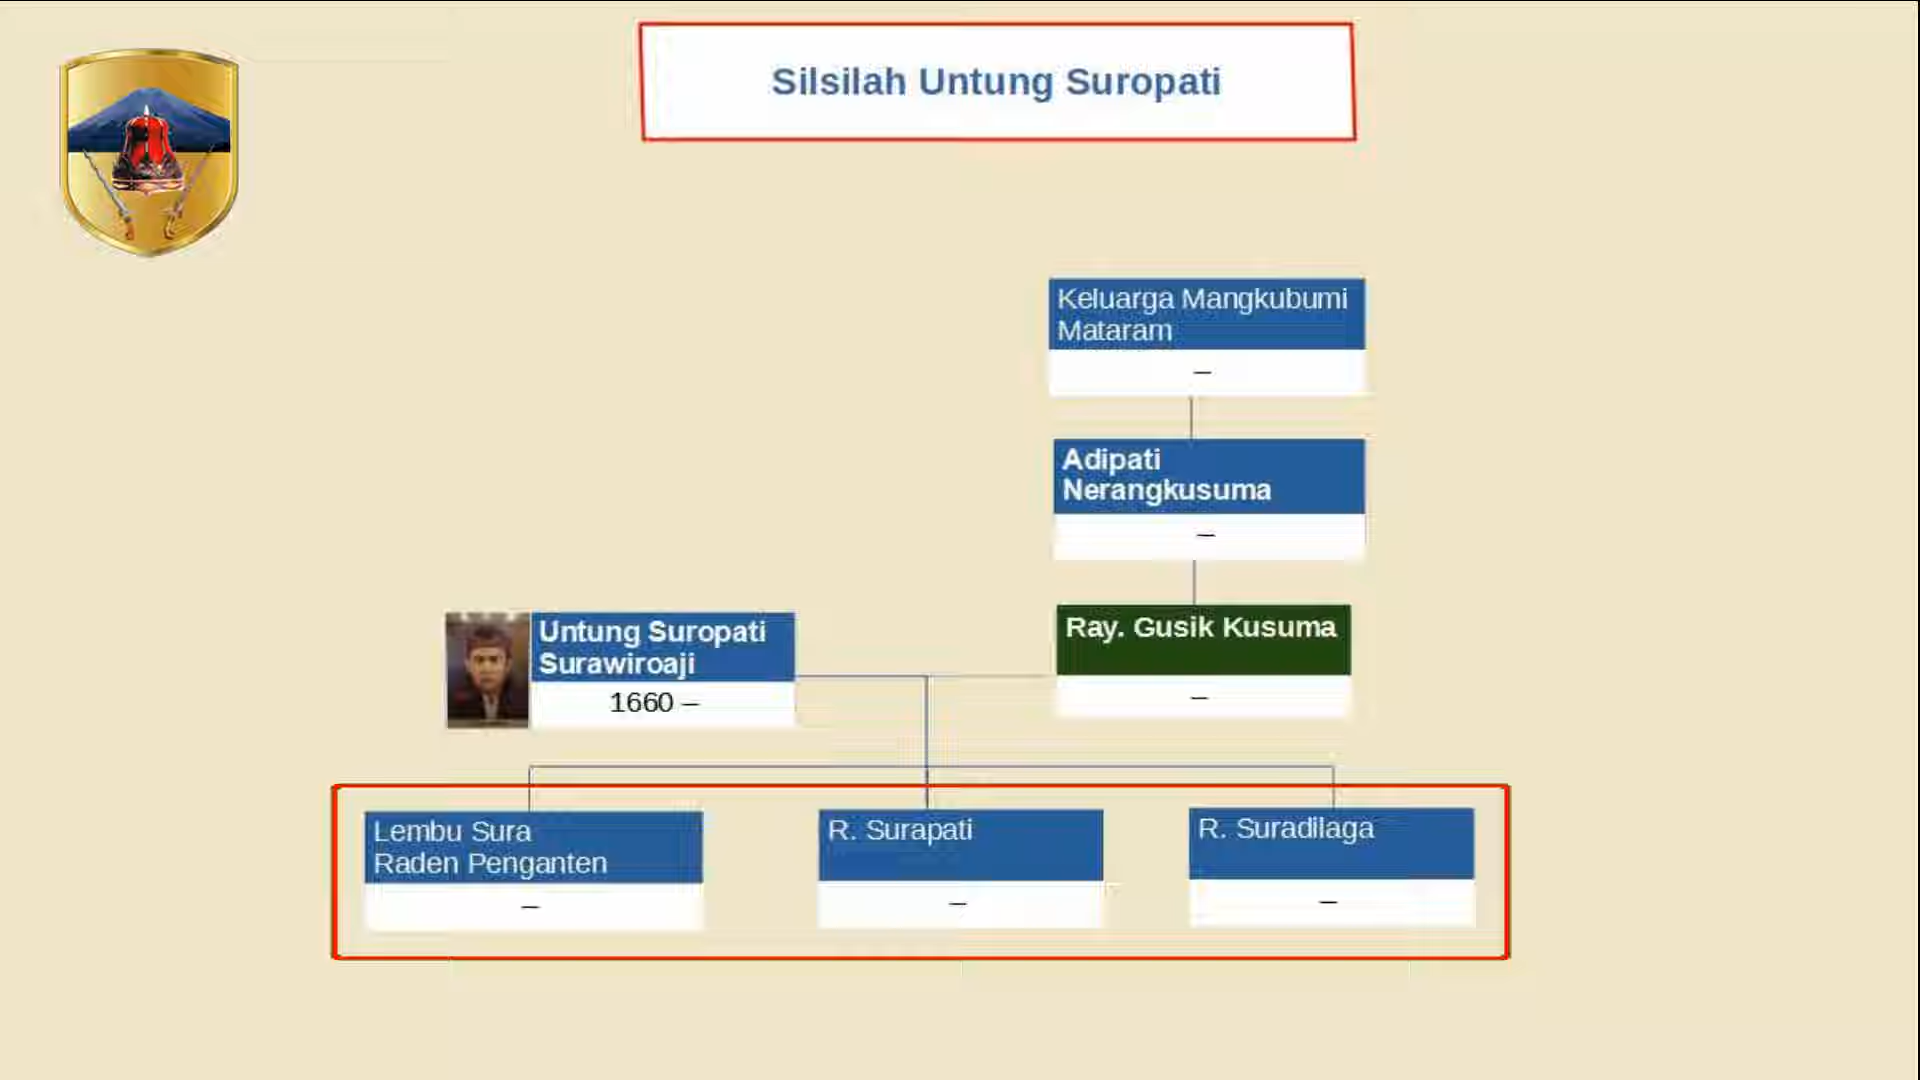 Silsilah Untung Suropati
Keluarga Mangkubumi
Mataram
–
Adipati
Nerangkusuma
–
Untung Suropati
Surawiroaji
1660 –
Ray. Gusik Kusuma
–
Lembu Sura
Raden Penganten
–
R. Surapati
–
R. Suradilaga
–